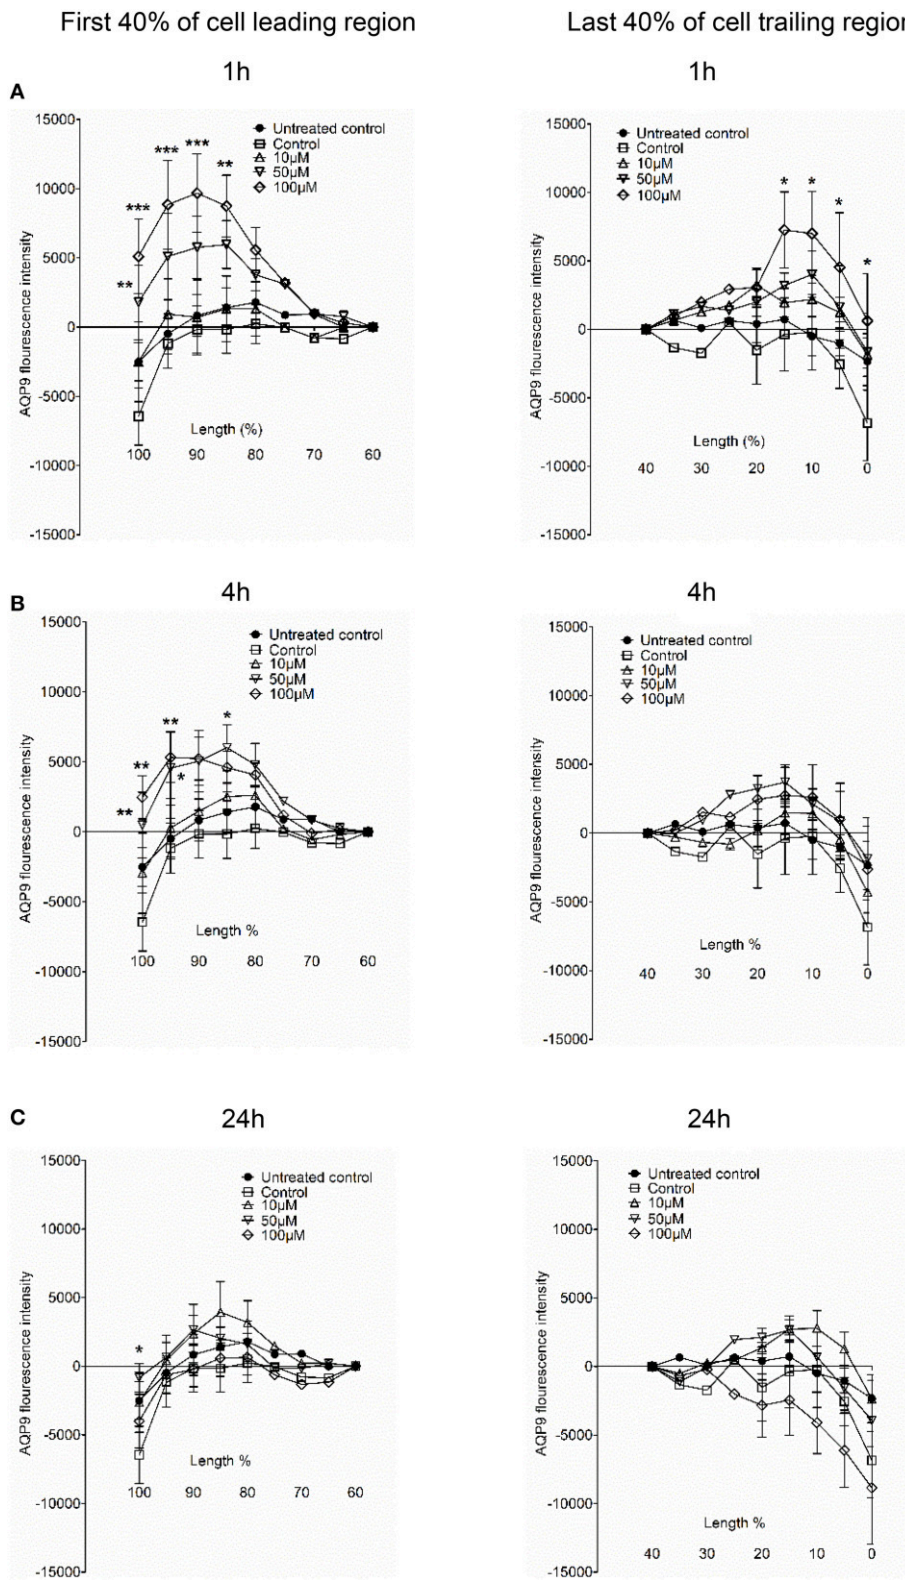 First 40% of cell leading region
Last 40% of cell trailing region
1h
1h
A
15000
10000
5000
0
-5000
-10000
-15000
AQP9 flourescence intensity
Untreated control
Control
10µM
50µM
100µM
***
***
***
**
**
Length (%)
100
90
80
70
60
15000
10000
5000
0
-5000
-10000
-15000
AQP9 flourescence intensity
Untreated control
Control
10µM
50µM
100µM
*
*
*
*
Length (%)
40
30
20
10
0
B
4h
4h
15000
10000
5000
0
-5000
-10000
-15000
AQP9 flourescence intensity
Untreated control
Control
10µM
50µM
100µM
**
*
**
*
**
Length %
100
90
80
70
60
15000
10000
5000
0
-5000
-10000
-15000
AQP9 flourescence intensity
Untreated control
Control
10µM
50µM
100µM
Length %
40
30
20
10
0
C
24h
24h
15000
10000
5000
0
-5000
-10000
-15000
AQP9 flourescence intensity
Untreated control
Control
10µM
50µM
100µM
*
Length %
100
90
80
70
60
15000
10000
5000
0
-5000
-10000
-15000
AQP9 flourescence intensity
Untreated control
Control
10µM
50µM
100µM
Length %
40
30
20
10
0